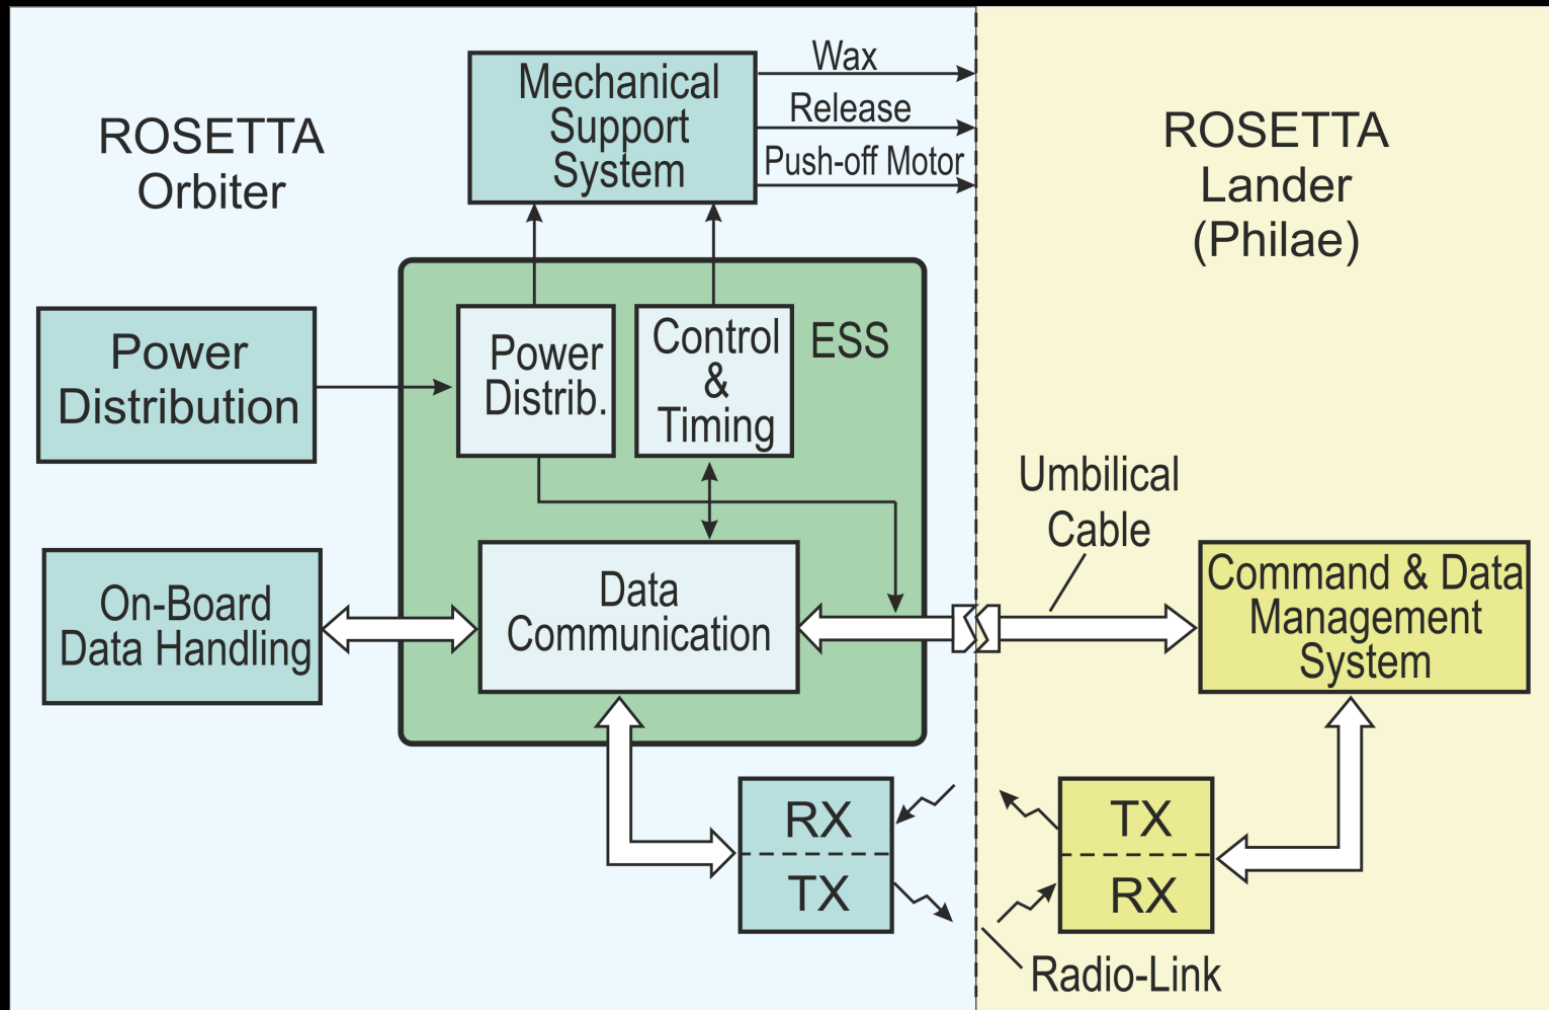 ROSETTA
Orbiter
Mechanical
Support
System
Wax
Release
Push-off Motor
ROSETTA
Lander
(Philae)
Power
Distribution
Power
Distrib.
Control
&
Timing
ESS
Umbilical
Cable
On-Board
Data Handling
Data
Communication
Command & Data
Management
System
RX
TX
TX
RX
Radio-Link